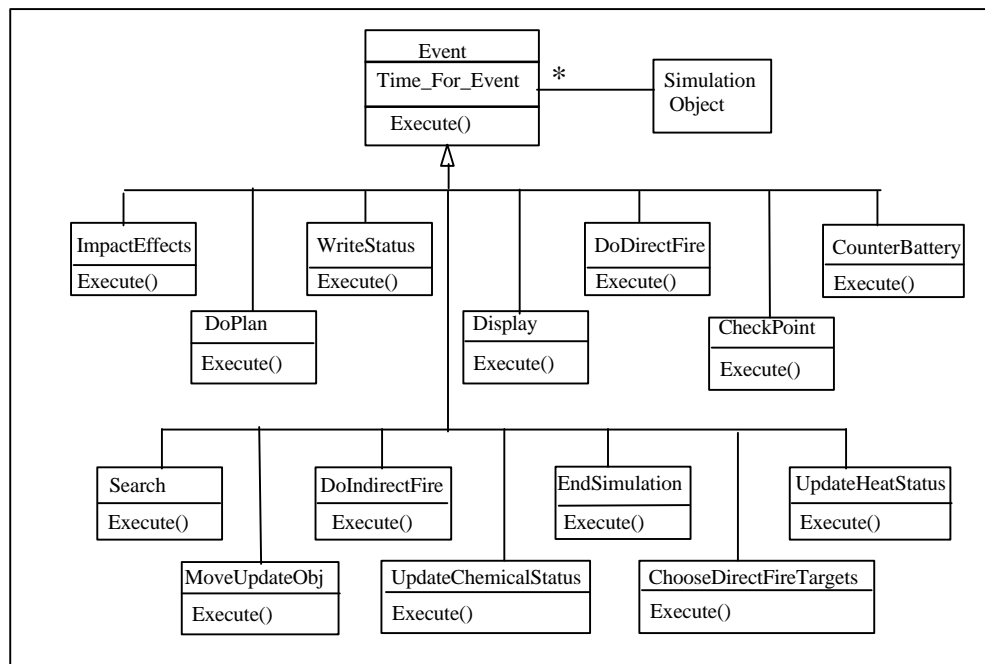 Event
Time_For_Event
Execute()
*
Simulation
Object
ImpactEffects
Execute()
WriteStatus
Execute()
DoDirectFire
Execute()
CounterBattery
Execute()
DoPlan
Execute()
Display
Execute()
CheckPoint
Execute()
Search
Execute()
DoIndirectFire
Execute()
EndSimulation
Execute()
UpdateHeatStatus
Execute()
MoveUpdateObj
Execute()
UpdateChemicalStatus
Execute()
ChooseDirectFireTargets
Execute()